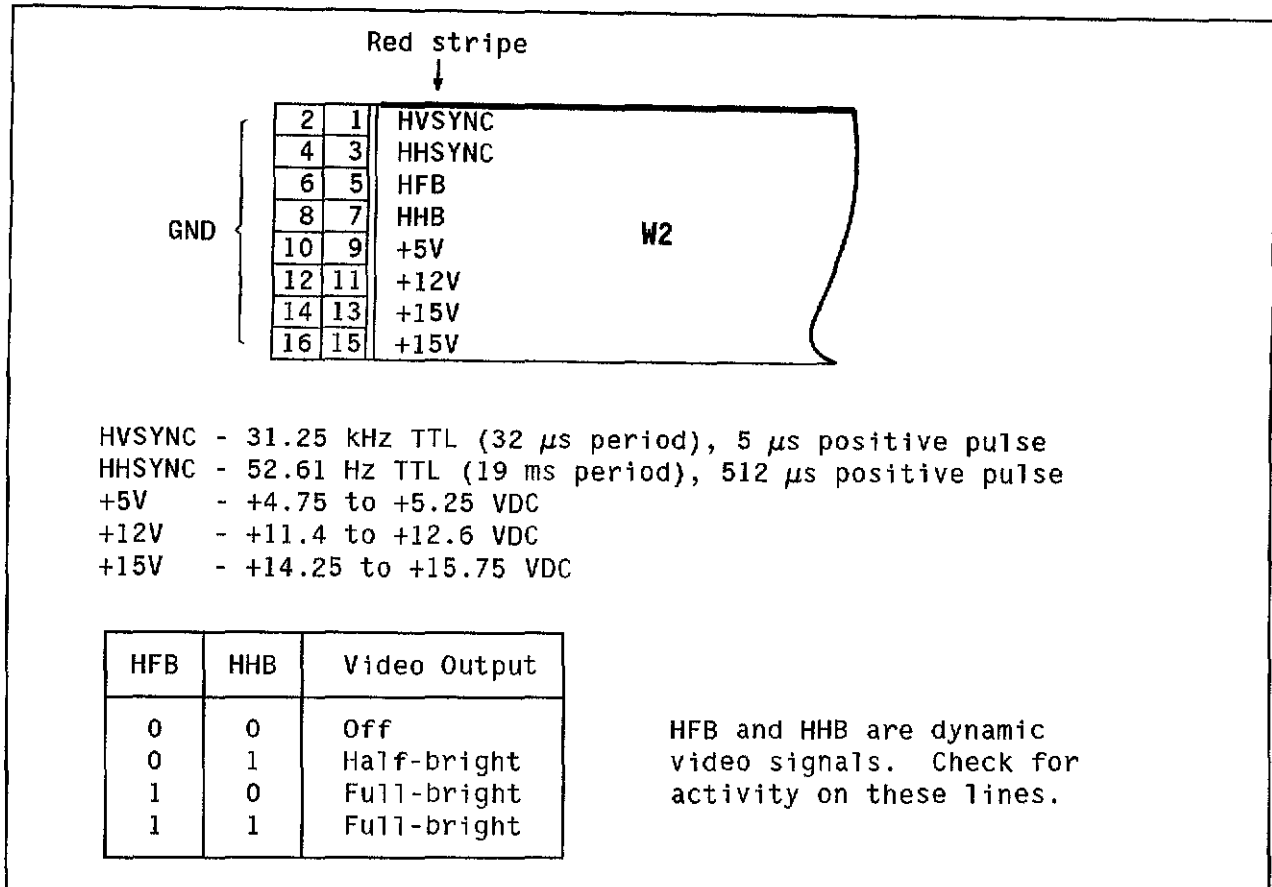 Red stripe
2 1 HVSYNC
4 3 HHSYNC
6 5 HFB
8 7 HHB
GND
W2
10 9 +5V
12 11 +12V
14 13 +15V
16 15 +15V
HVSYNC - 31.25 kHz TTL (32 μs period), 5 μs positive pulse
HHSYNC - 52.61 Hz TTL (19 ms period), 512 μs positive pulse
+5V - +4.75 to +5.25 VDC
+12V - +11.4 to +12.6 VDC
+15V - +14.25 to +15.75 VDC
HFB HHB Video Output
0 0 Off
0 1 Half-bright
1 0 Full-bright
1 1 Full-bright
HFB and HHB are dynamic
video signals. Check for
activity on these lines.